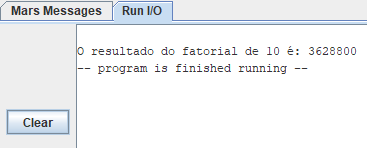 Mars Messages Run I/O
O resultado do fatorial de 10 é: 3628800
-- program is finished running --
Clear